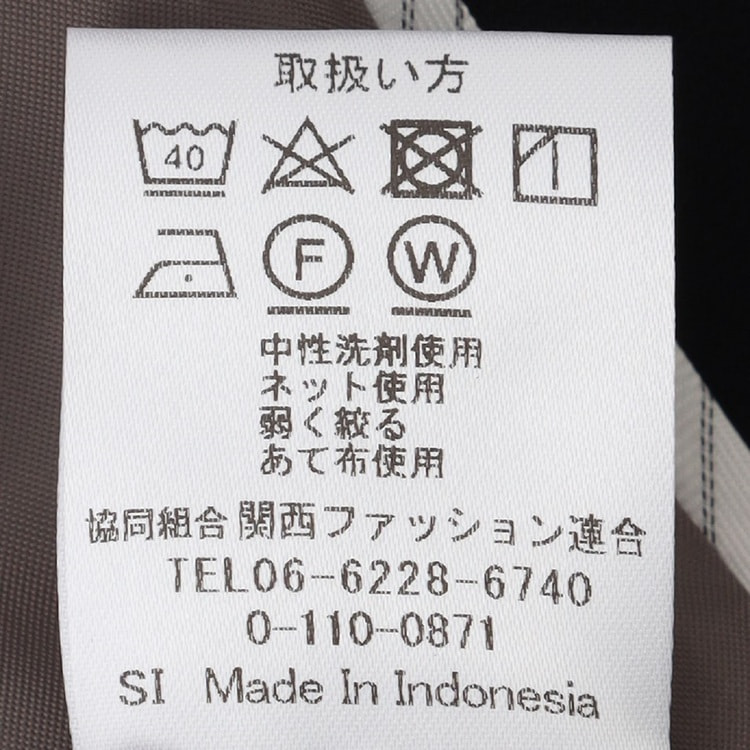 取扱い方
40
F W
中性洗剤使用
ネット使用
弱く絞る
あて布使用
協同組合関西ファッション連合
TEL06-6228-6740
0-110-0871
SI Made In Indonesia